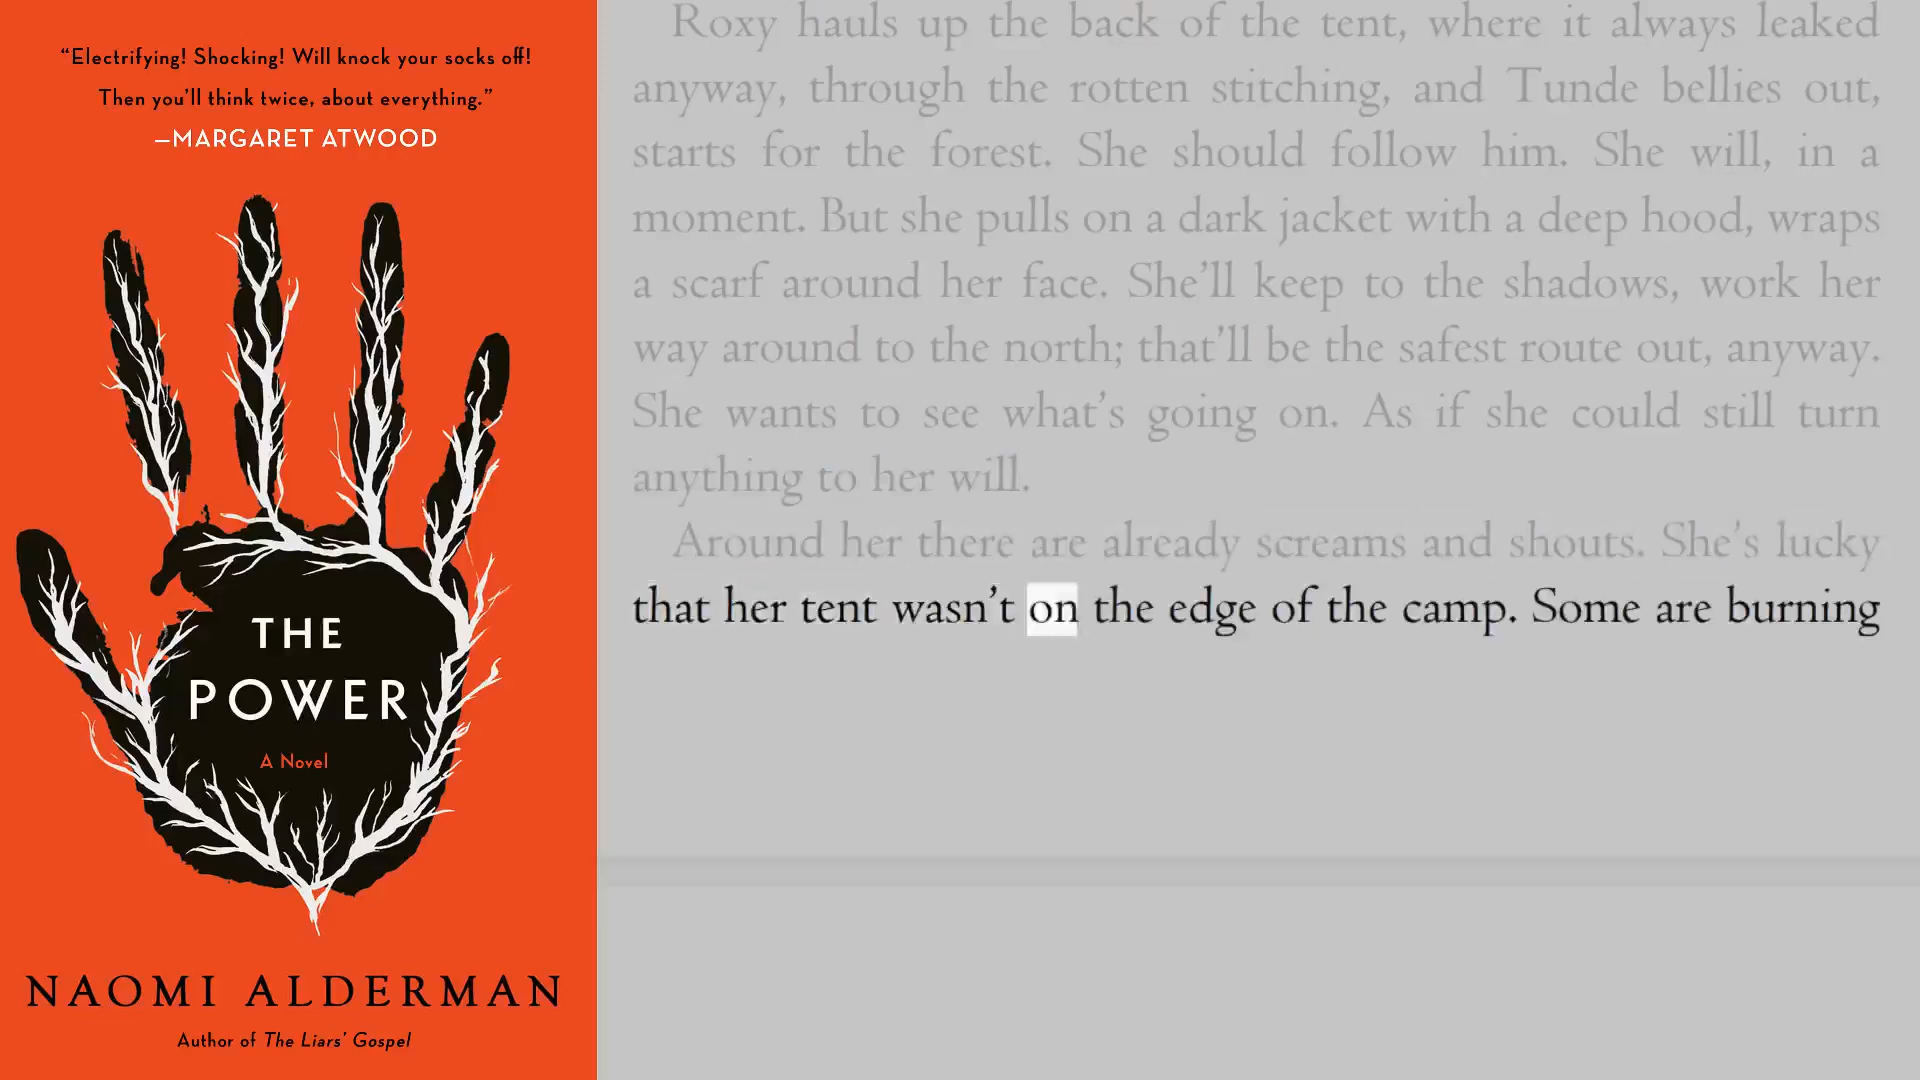 “Electrifying! Shocking! Will knock your socks off!
Then you’ll think twice, about everything.”
—MARGARET ATWOOD
THE
POWER
A Novel
NAOMI ALDERMAN
Author of The Liars’ Gospel
Roxy hauls up the back of the tent, where it always leaked
anyway, through the rotten stitching, and Tunde bellies out,
starts for the forest. She should follow him. She will, in a
moment. But she pulls on a dark jacket with a deep hood, wraps
a scarf around her face. She’ll keep to the shadows, work her
way around to the north; that’ll be the safest route out, anyway.
She wants to see what’s going on. As if she could still turn
anything to her will.
Around her there are already screams and shouts. She’s lucky
that her tent wasn’t on the edge of the camp. Some are burning